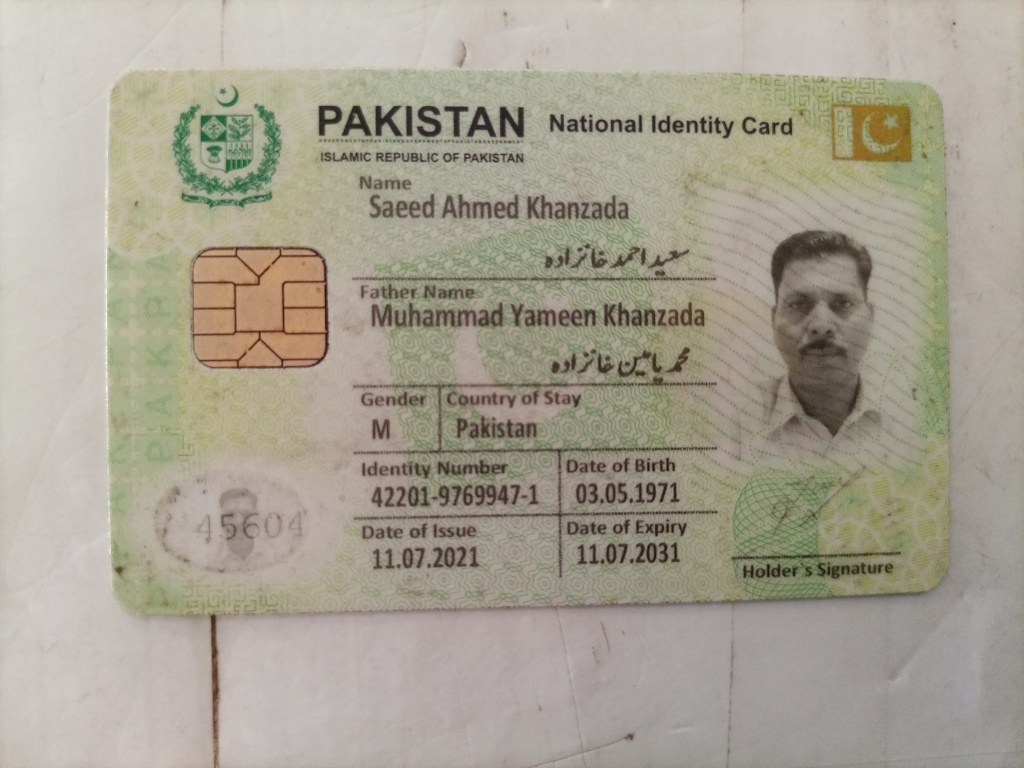 PAKISTAN National Identity Card
ISLAMIC REPUBLIC OF PAKISTAN
Name
Saeed Ahmed Khanzada
سعید احمد خانزادہ
Father Name
Muhammad Yameen Khanzada
محمد یامین خانزادہ
Gender Country of Stay
M Pakistan
Identity Number Date of Birth
42201-9769947-1 03.05.1971
45604
Date of Issue Date of Expiry
11.07.2021 11.07.2031
Holder`s Signature